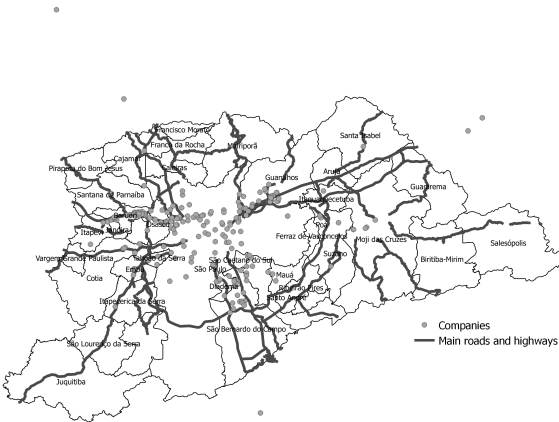 Francisco Morato
Franco da Rocha
Mairiporã
Santa Isabel
Cajamar
Caieiras
Pirapora do Bom Jesus
Arujá
Guarulhos
Guararema
Santana de Parnaíba
Itaquaquecetuba
Barueri
Osasco
Poá
Itapevi
Jandira
Ferraz de Vasconcelos
Moji das Cruzes
Salesópolis
Vargem Grande Paulista
Taboão da Serra
São Caetano do Sul
Suzano
Biritiba-Mirim
Embu
São Paulo
Cotia
Mauá
Diadema
Ribeirão Pires
Santo André
Itapecerica da Serra
São Bernardo do Campo
São Lourenço da Serra
Juquitiba
Companies
Main roads and highways